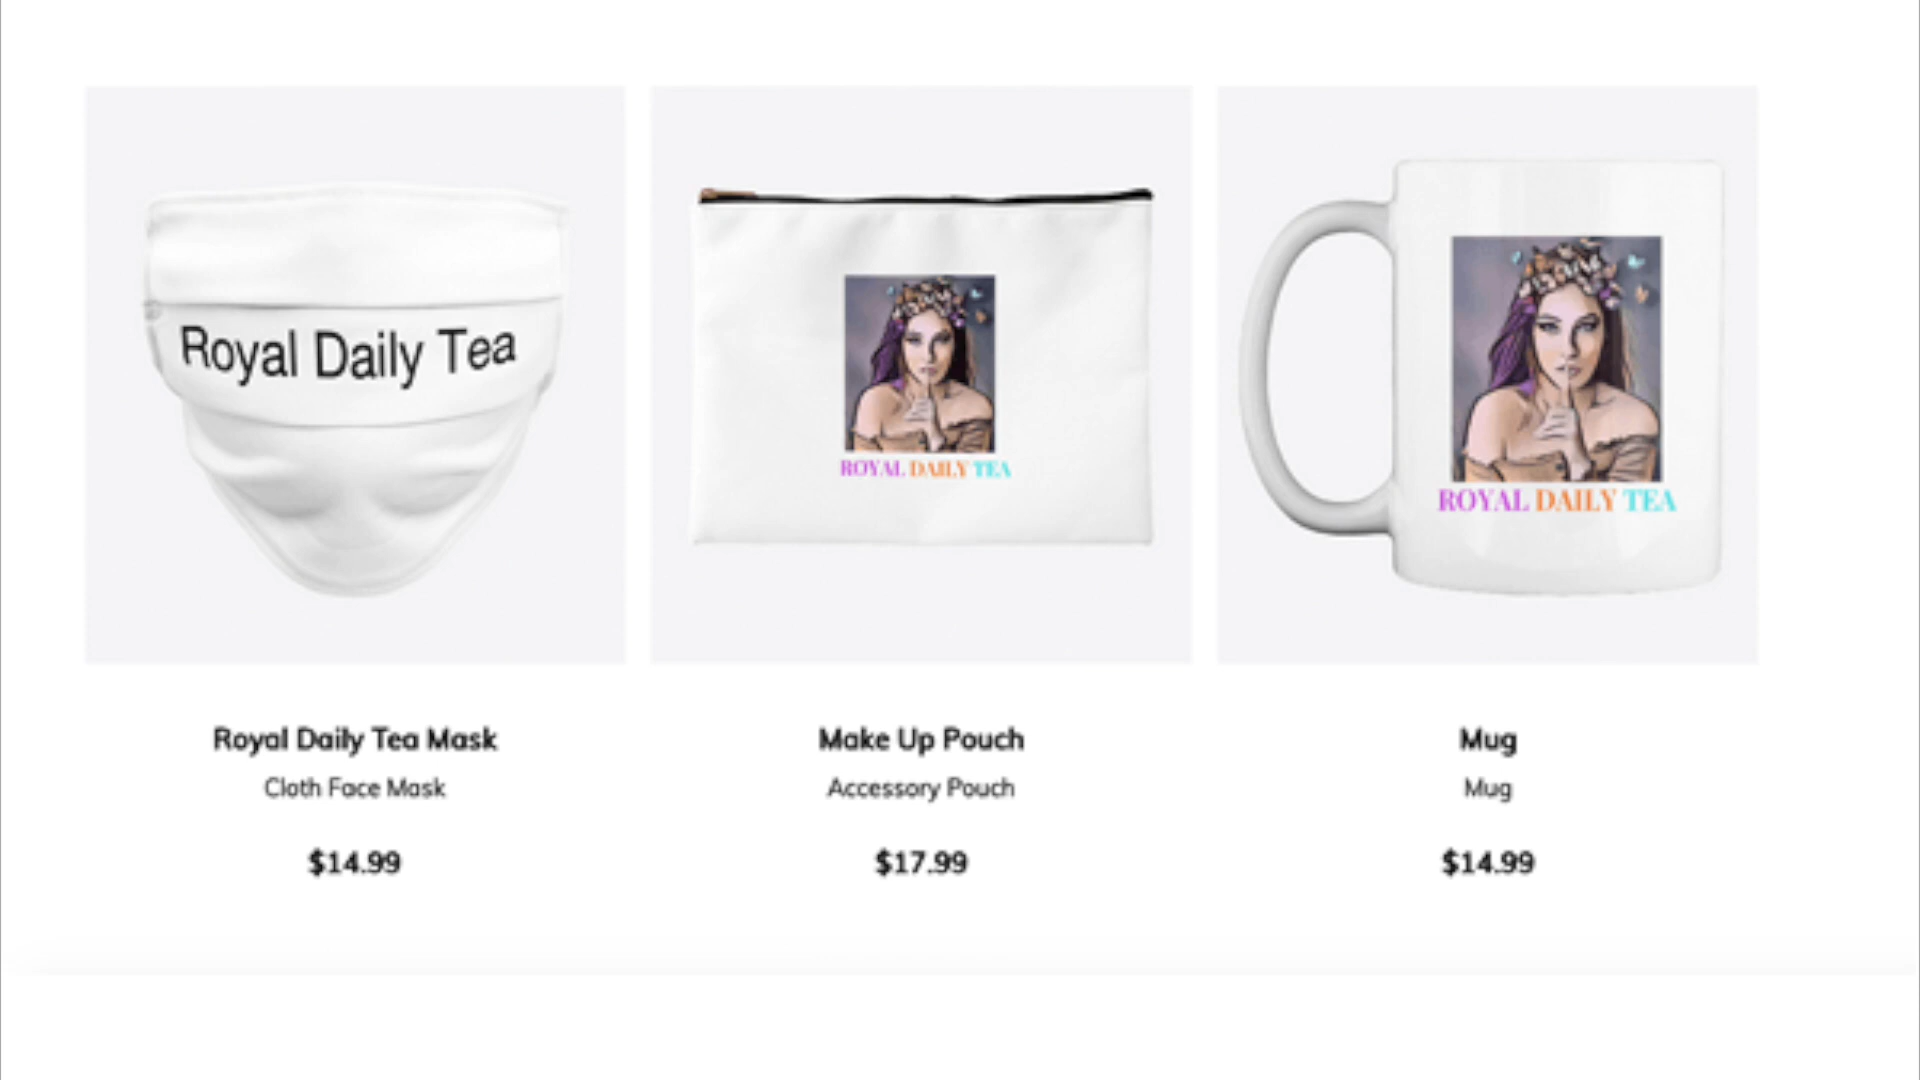 Royal Daily Tea
ROYAL DAILY TEA
ROYAL DAILY TEA
Royal Daily Tea Mask
Cloth Face Mask
$14.99
Make Up Pouch
Accessory Pouch
$17.99
Mug
Mug
$14.99